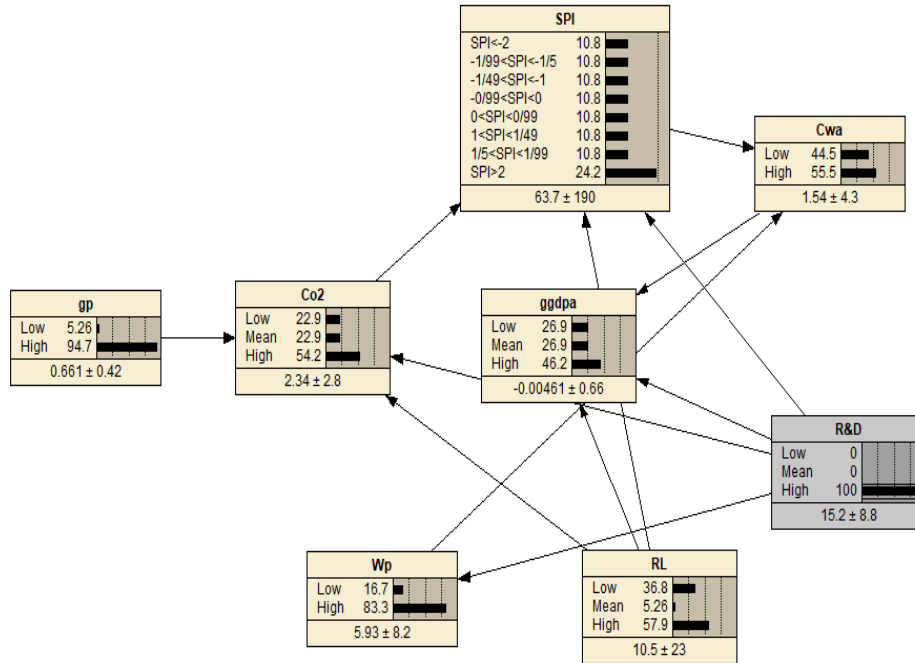 SPI
SPI<-2 10.8
-1/99<SPI<-1/5 10.8
-1/49<SPI<-1 10.8
-0/99<SPI<0 10.8
0<SPI<0/99 10.8
1<SPI<1/49 10.8
1/5<SPI<1/99 10.8
SPI>2 24.2
63.7 ± 190
Cwa
Low 44.5
High 55.5
1.54 ± 4.3
gp
Low 5.26
High 94.7
0.661 ± 0.42
Co2
Low 22.9
Mean 22.9
High 54.2
2.34 ± 2.8
ggdpa
Low 26.9
Mean 26.9
High 46.2
-0.00461 ± 0.66
R&D
Low 0
Mean 0
High 100
15.2 ± 8.8
Wp
Low 16.7
High 83.3
5.93 ± 8.2
RL
Low 36.8
Mean 5.26
High 57.9
10.5 ± 23